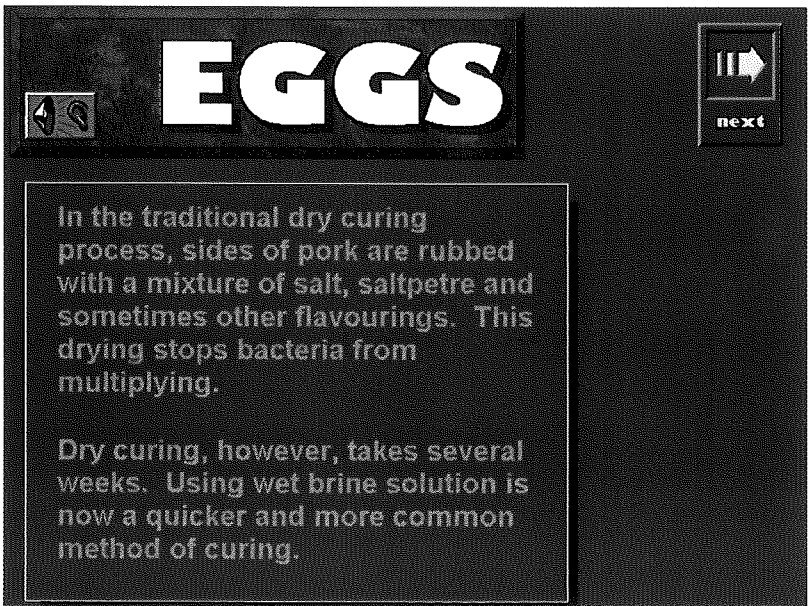 EGGS
next
In the traditional dry curing
process, sides of pork are rubbed
with a mixture of salt, saltpetre and
sometimes other flavourings. This
drying stops bacteria from
multiplying.
Dry curing, however, takes several
weeks. Using wet brine solution is
now a quicker and more common
method of curing.